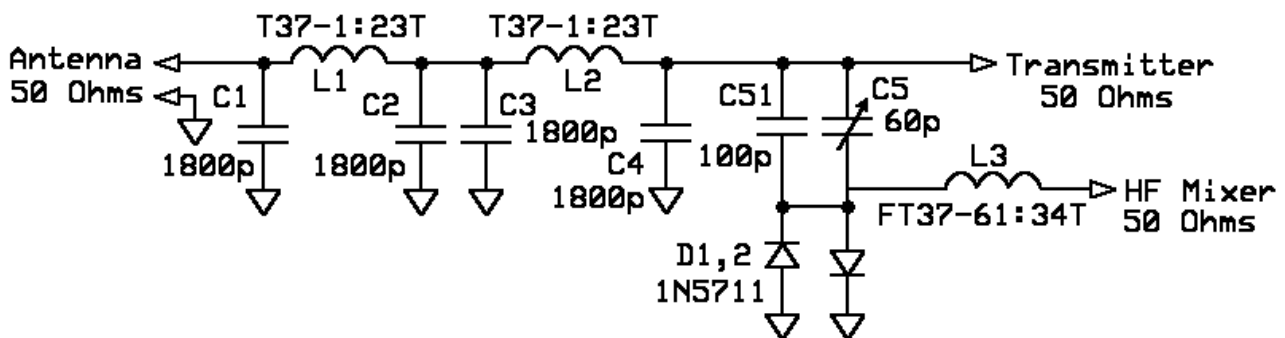 T37-1:23T
T37-1:23T
Antenna
50 Ohms
L1
L2
C1
C2
C3
C51
C5
Transmitter
50 Ohms
1800p
60p
1800p
1800p
C4
100p
L3
1800p
HF Mixer
50 Ohms
FT37-61:34T
D1,2
1N5711